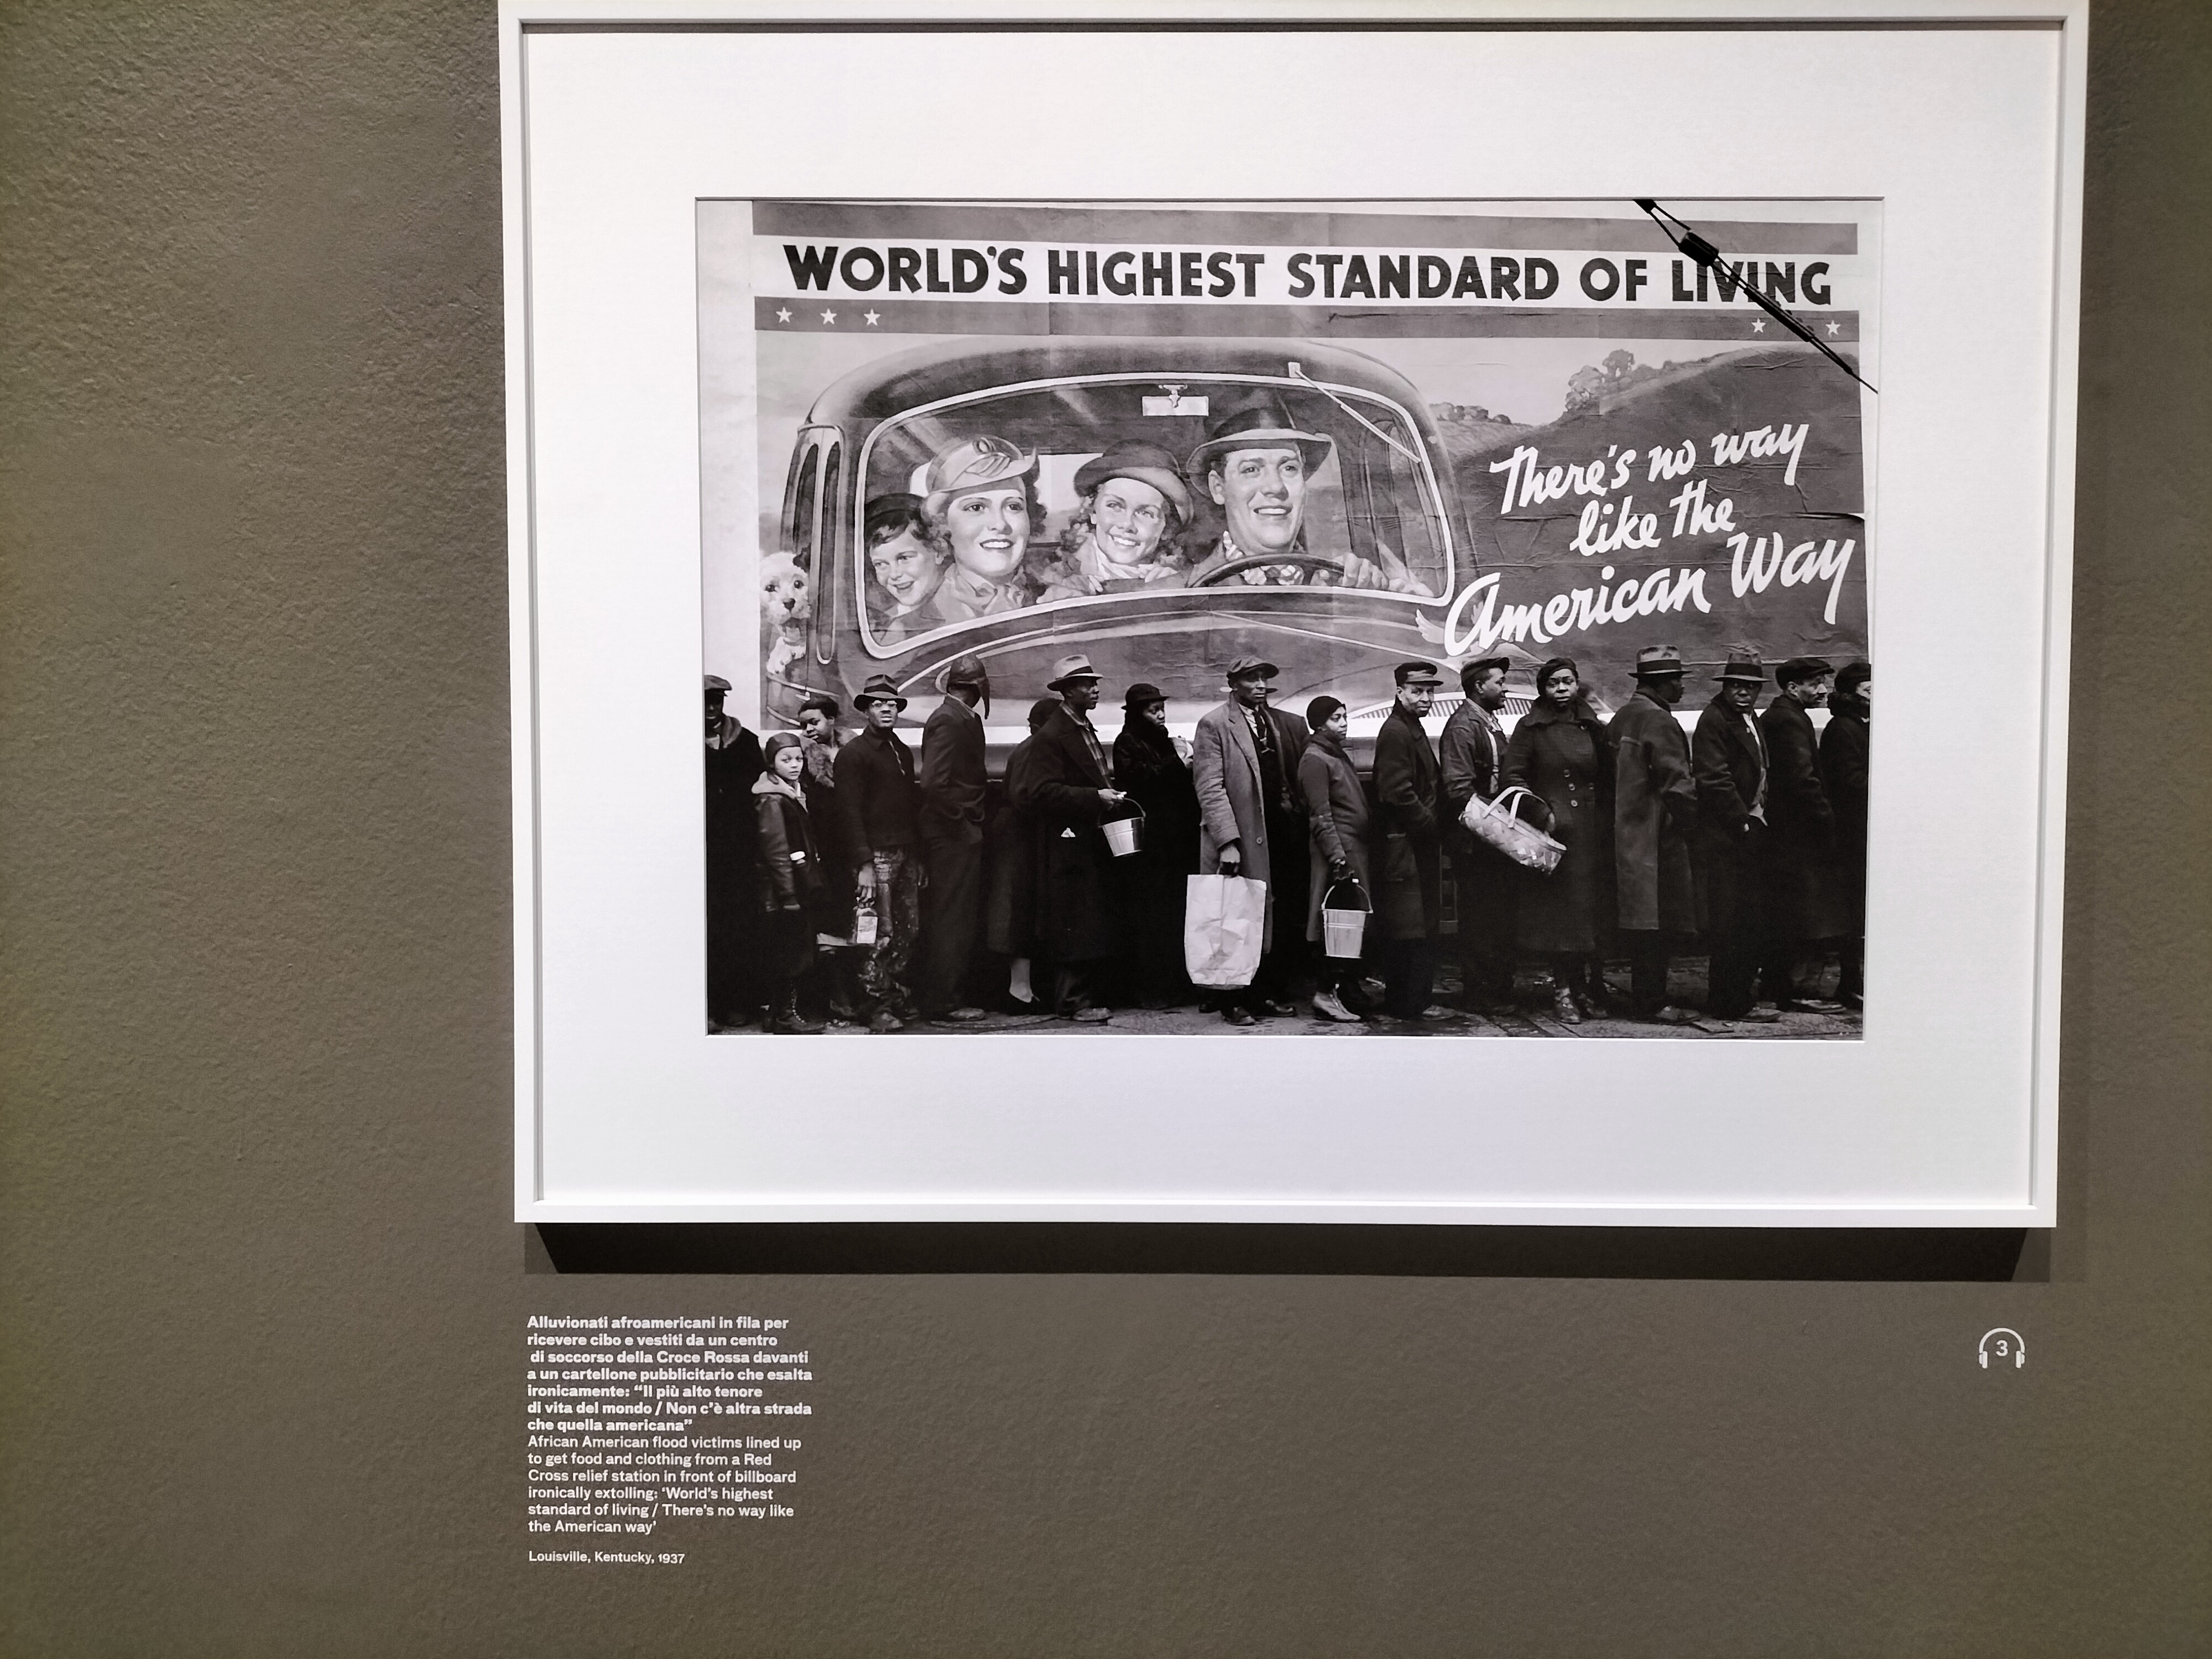 WORLD'S HIGHEST STANDARD OF LIVING
There's no way
like the
American Way
Alluvionati afroamericani in fila per
ricevere cibo e vestiti da un centro
di soccorso della Croce Rossa davanti
a un cartellone pubblicitario che esalta
ironicamente: “Il più alto tenore
di vita del mondo / Non c’è altra strada
che quella americana”
African American flood victims lined up
to get food and clothing from a Red
Cross relief station in front of billboard
ironically extolling: ‘World’s highest
standard of living / There’s no way like
the American way’
Louisville, Kentucky, 1937
3